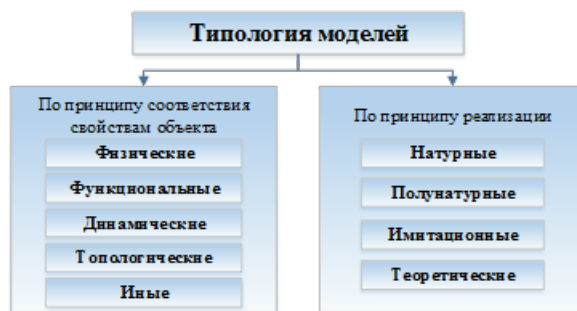 Типология моделей
По принципу соответствия
свойствам объекта
Физические
Функциональные
Динамические
Топологические
Иные
По принципу реализации
Натурные
Полунатурные
Имитационные
Теоретические